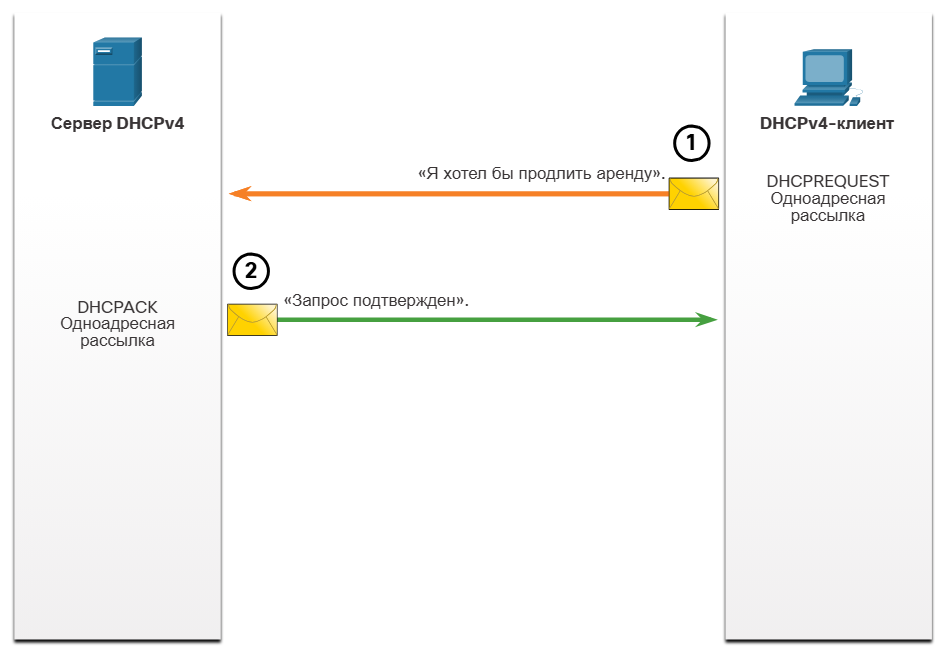 Сервер DHCPv4
DHCPv4-клиент
1
«Я хотел бы продлить аренду».
DHCPREQUEST
Одноадресная
рассылка
2
«Запрос подтвержден».
DHCPACK
Одноадресная
рассылка